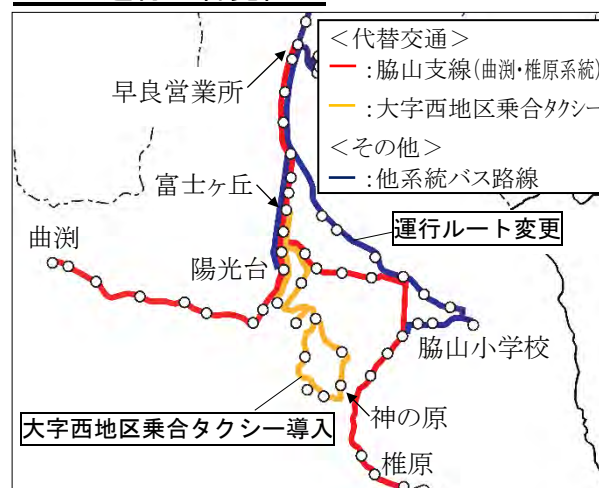 ＜代替交通＞
：脇山支線(曲渕･椎原系統)
：大字西地区乗合ﾀｸｼｰ
＜その他＞
：他系統バス路線
早良営業所
富士ヶ丘
運行ルート変更
曲渕
陽光台
脇山小学校
大字西地区乗合タクシー導入
神の原
椎原